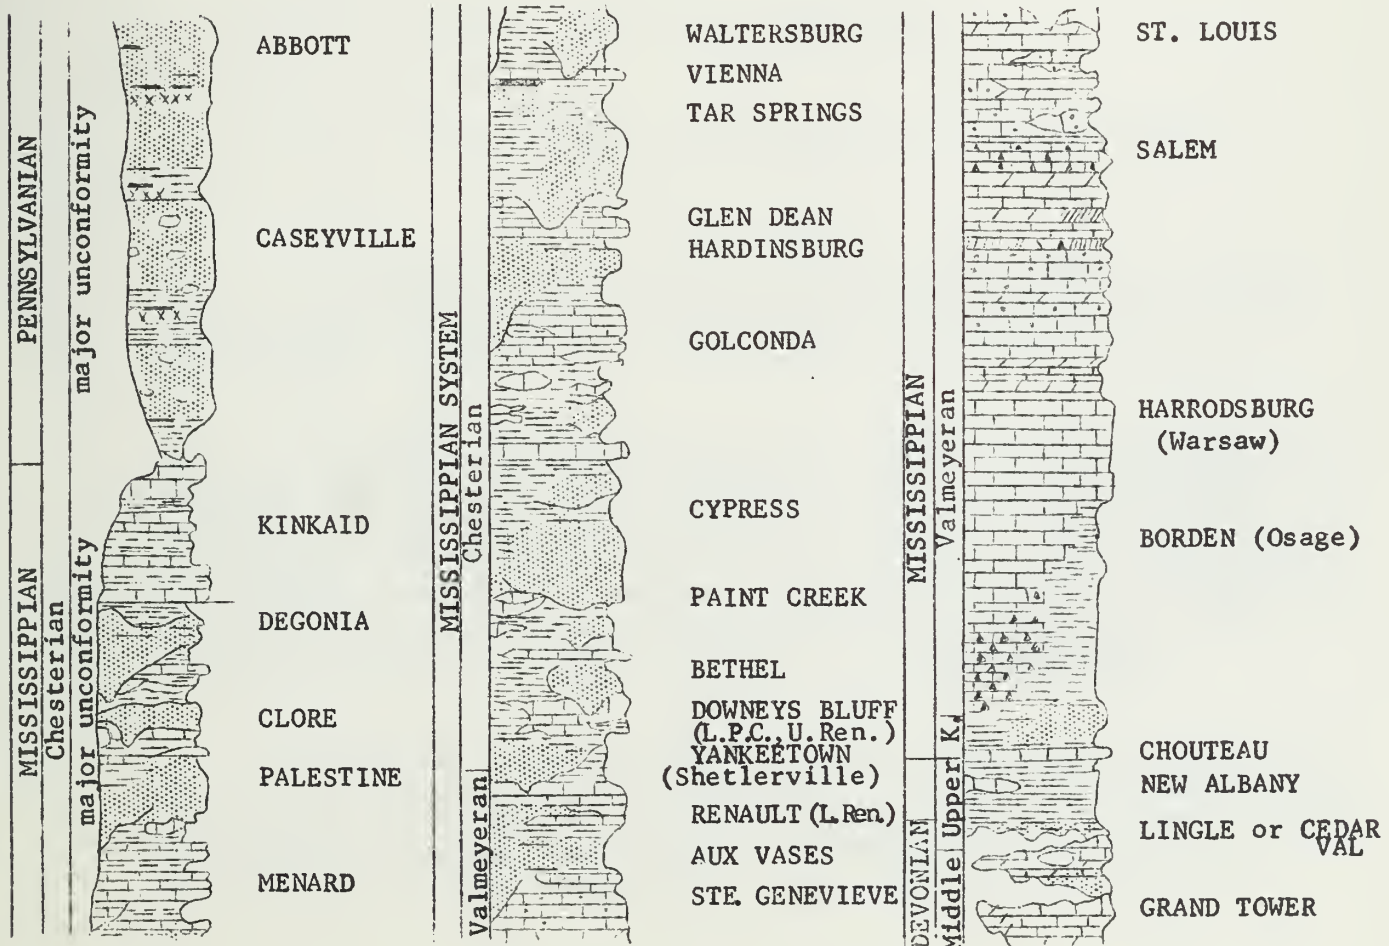 PENNSYLVANIAN
major unconformity
ABBOTT
CASEYVILLE
MISSISSIPPIAN
Chesterian
major unconformity
KINKAID
DEGONIA
CLORE
PALESTINE
MENARD
MISSISSIPPIAN SYSTEM
Chesterian
Valmeyeran
WALTERSBURG
VIENNA
TAR SPRINGS
GLEN DEAN
HARDINSBURG
GOLCONDA
CYPRESS
PAINT CREEK
BETHEL
DOWNEYS BLUFF
(L.P.C., U.Ren.)
YANKEETOWN
(Shetlerville)
RENAULT (L.Ren.)
AUX VASES
STE. GENEVIEVE
MISSISSIPPIAN
Valmeyeran
K.
DEVONIAN
Upper
Middle
ST. LOUIS
SALEM
HARRODSBURG
(Warsaw)
BORDEN (Osage)
CHOUTEAU
NEW ALBANY
LINGLE or CEDAR
VAL
GRAND TOWER